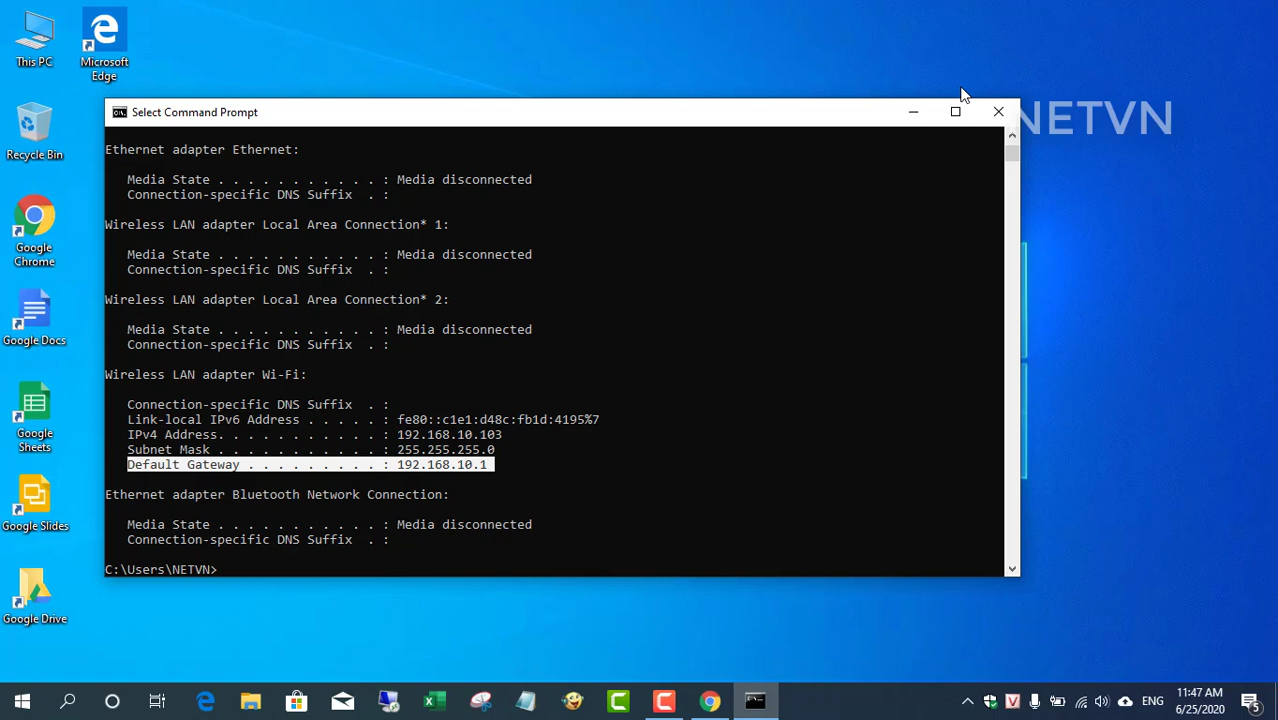 This PC
Microsoft
Edge
Select Command Prompt
NETVN
Ethernet adapter Ethernet:
Media State . . . . . . . . . . . : Media disconnected
Connection-specific DNS Suffix  . :
Wireless LAN adapter Local Area Connection* 1:
Media State . . . . . . . . . . . : Media disconnected
Connection-specific DNS Suffix  . :
Wireless LAN adapter Local Area Connection* 2:
Media State . . . . . . . . . . . : Media disconnected
Connection-specific DNS Suffix  . :
Wireless LAN adapter Wi-Fi:
Connection-specific DNS Suffix  . :
Link-local IPv6 Address . . . . . : fe80::c1e1:d48c:fb1d:4195%7
IPv4 Address. . . . . . . . . . . : 192.168.10.103
Subnet Mask . . . . . . . . . . . : 255.255.255.0
Default Gateway . . . . . . . . . : 192.168.10.1
Ethernet adapter Bluetooth Network Connection:
Media State . . . . . . . . . . . : Media disconnected
Connection-specific DNS Suffix  . :
C:\Users\NETVN>
Recycle Bin
Google
Chrome
Google Docs
Google
Sheets
Google Slides
Google Drive
ENG
11:47 AM
6/25/2020
5